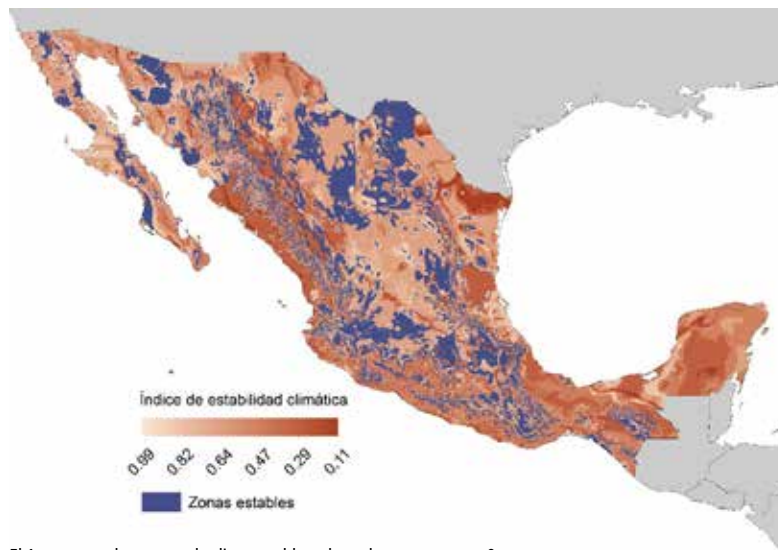 Índice de estabilidad climática
0.99 0.82 0.64 0.47 0.29 0.11
Zonas estables